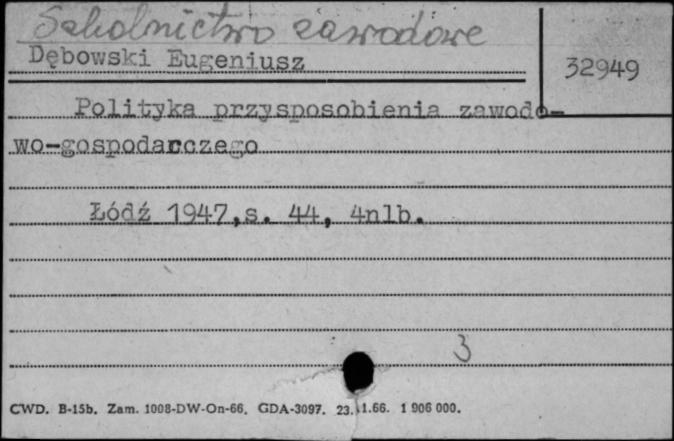 Szkolnictwo zawodowe
Dębowski Eugeniusz
32949
Polityka przysposobienia zawodo-
wo-gospodarczego
Łódź 1947,s. 44, 4nlb.
3
CWD. B-15b. Zam. 1008-DW-On-66. GDA-3097. 23. 1.66. 1 906 000.